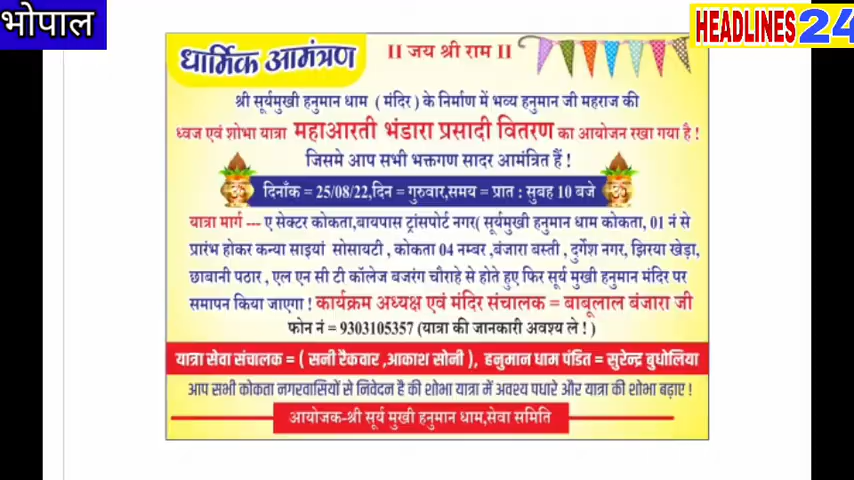 भोपाल
HEADLINES 24
धार्मिक आमंत्रण
II जय श्री राम II
श्री सूर्यमुखी हनुमान धाम ( मंदिर ) के निर्माण में भव्य हनुमान जी महराज की
ध्वज एवं शोभा यात्रा महाआरती भंडारा प्रसादी वितरण का आयोजन रखा गया है !
जिसमे आप सभी भक्तगण सादर आमंत्रित हैं !
दिनाँक = 25/08/22,दिन = गुरुवार,समय = प्रात : सुबह 10 बजे
यात्रा मार्ग --- ए सेक्टर कोकता,बायपास ट्रांसपोर्ट नगर( सूर्यमुखी हनुमान धाम कोकता, 01 नं से
प्रारंभ होकर कन्या साइयां सोसायटी , कोकता 04 नम्बर ,बंजारा बस्ती , दुर्गेश नगर, झिरया खेड़ा,
छाबानी पठार , एल एन सी टी कॉलेज बजरंग चौराहे से होते हुए फिर सूर्य मुखी हनुमान मंदिर पर
समापन किया जाएगा ! कार्यक्रम अध्यक्ष एवं मंदिर संचालक = बाबूलाल बंजारा जी
फोन नं = 9303105357 (यात्रा की जानकारी अवश्य ले ! )
यात्रा सेवा संचालक = ( सनी रैकवार ,आकाश सोनी ), हनुमान धाम पंडित = सुरेन्द्र बुधोलिया
आप सभी कोकता नगरवासियों से निवेदन है की शोभा यात्रा में अवश्य पधारे और यात्रा की शोभा बढ़ाए !
आयोजक-श्री सूर्य मुखी हनुमान धाम,सेवा समिति